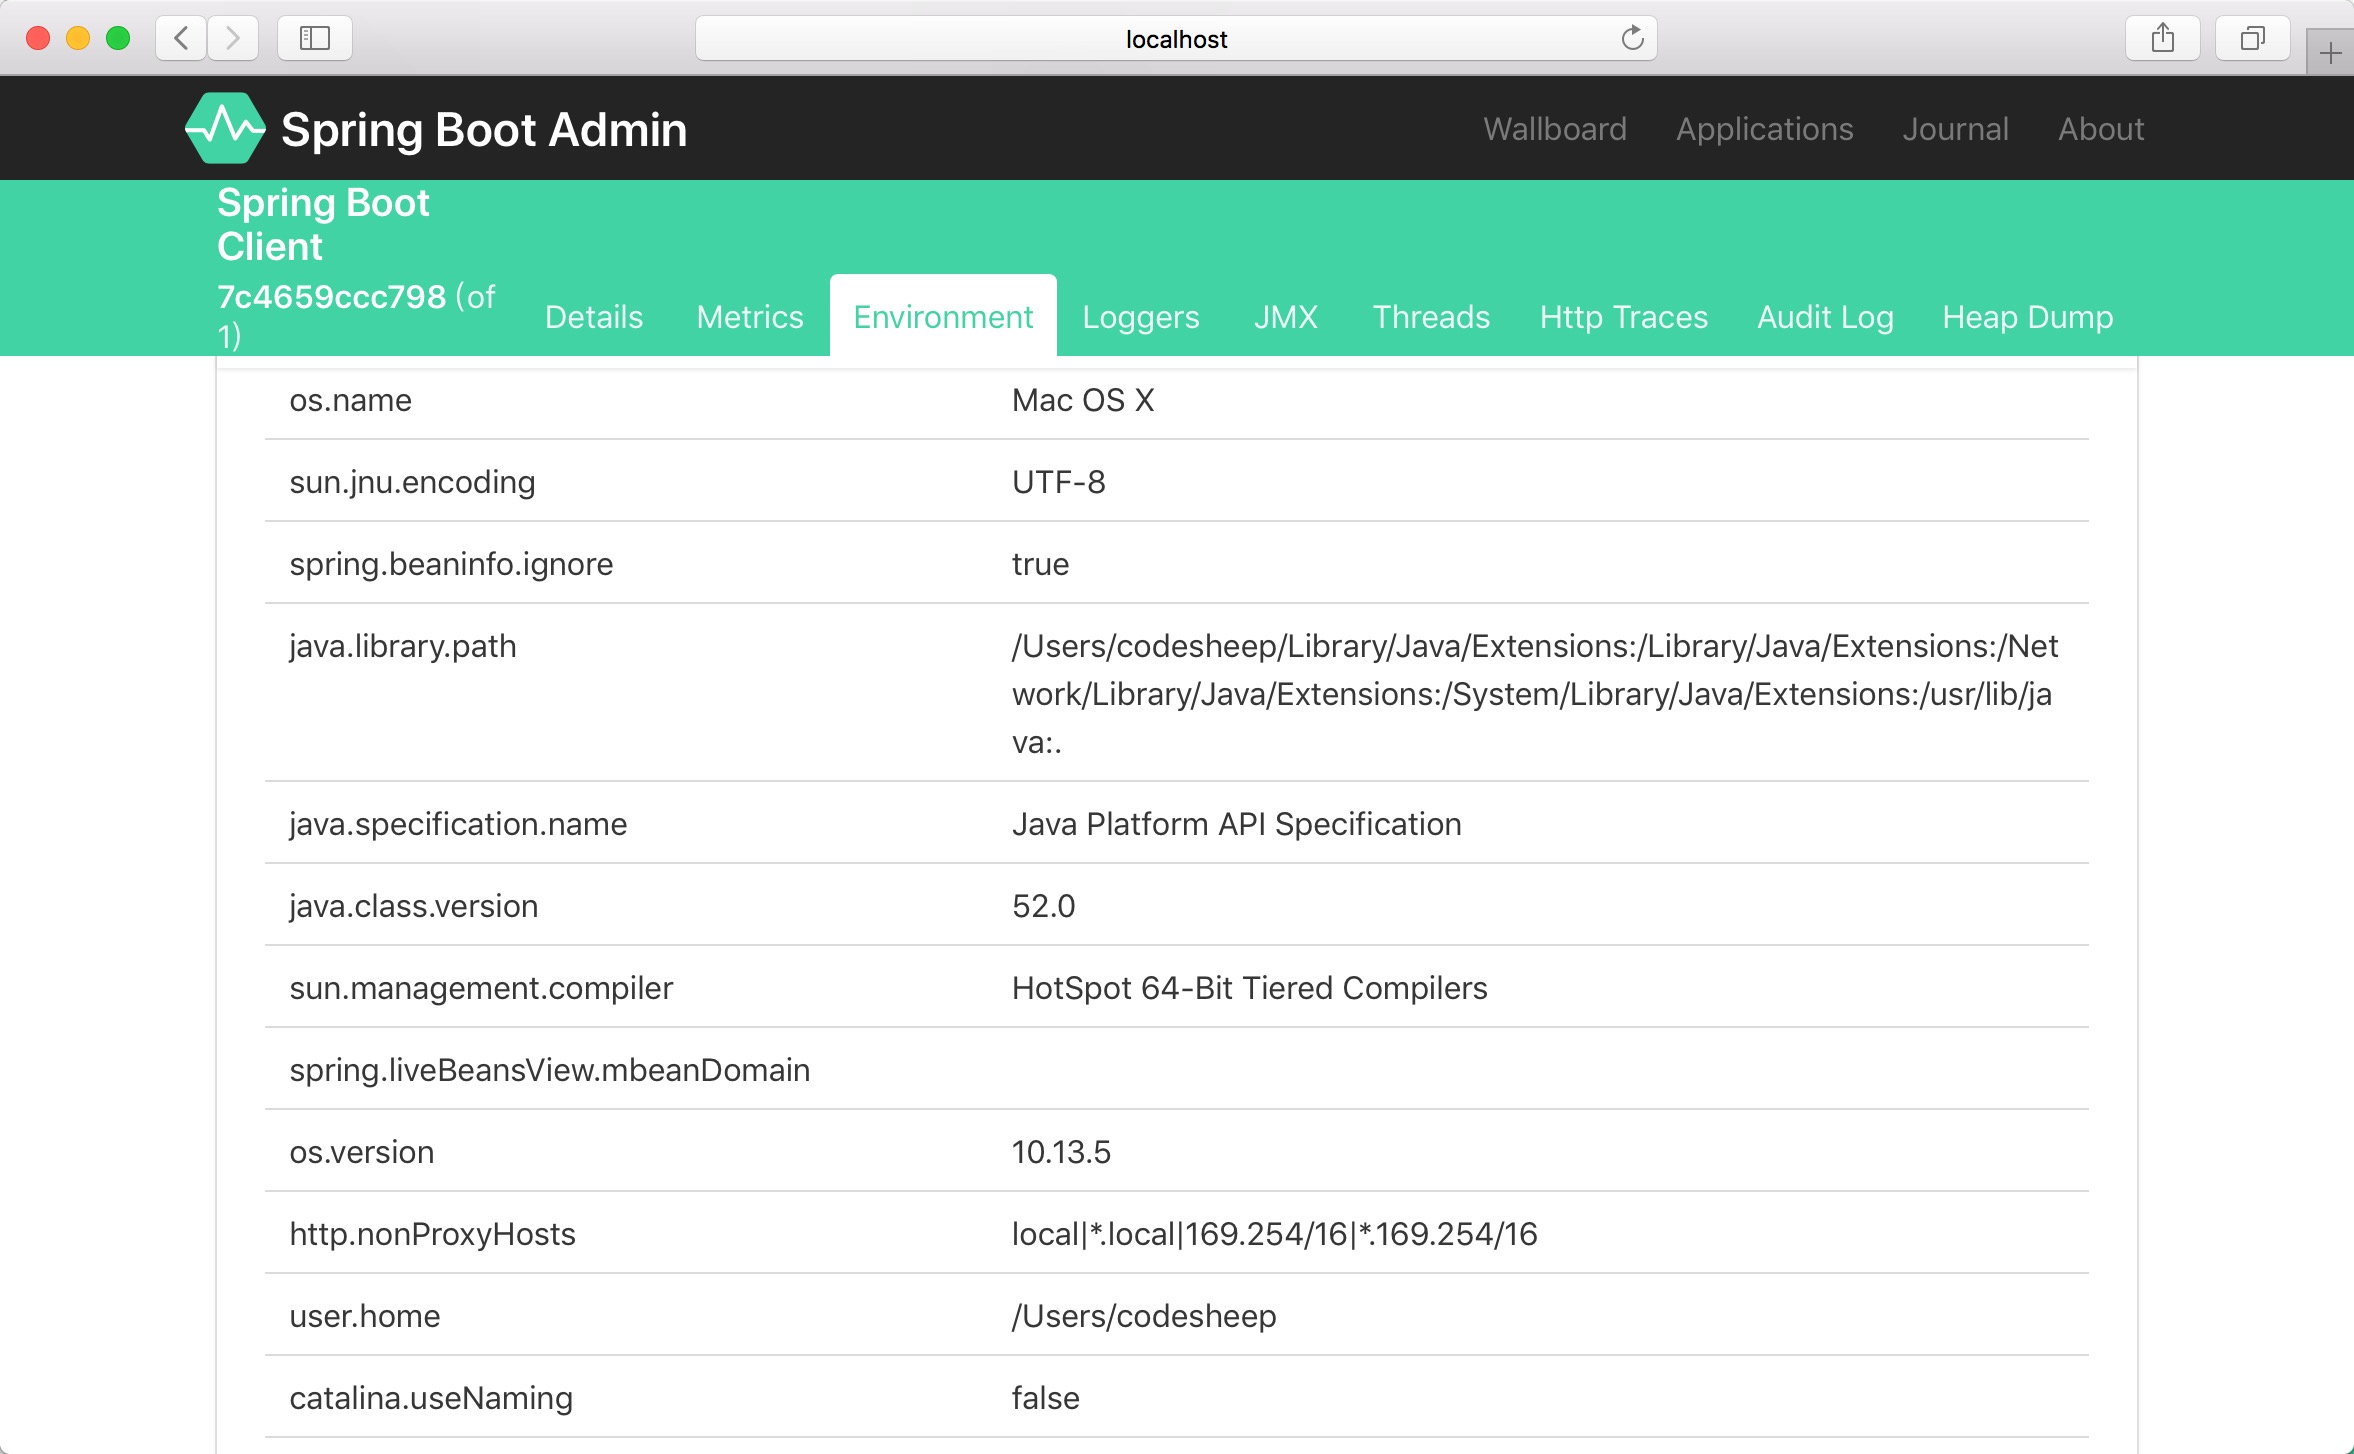 localhost
Spring Boot Admin
Wallboard Applications Journal About
Spring Boot
Client
7c4659ccc798 (of
1)
Details Metrics Environment Loggers JMX Threads Http Traces Audit Log Heap Dump
os.name Mac OS X
sun.jnu.encoding UTF-8
spring.beaninfo.ignore true
java.library.path /Users/codesheep/Library/Java/Extensions:/Library/Java/Extensions:/Net
work/Library/Java/Extensions:/System/Library/Java/Extensions:/usr/lib/ja
va:.
java.specification.name Java Platform API Specification
java.class.version 52.0
sun.management.compiler HotSpot 64-Bit Tiered Compilers
spring.liveBeansView.mbeanDomain
os.version 10.13.5
http.nonProxyHosts local|*.local|169.254/16|*.169.254/16
user.home /Users/codesheep
catalina.useNaming false